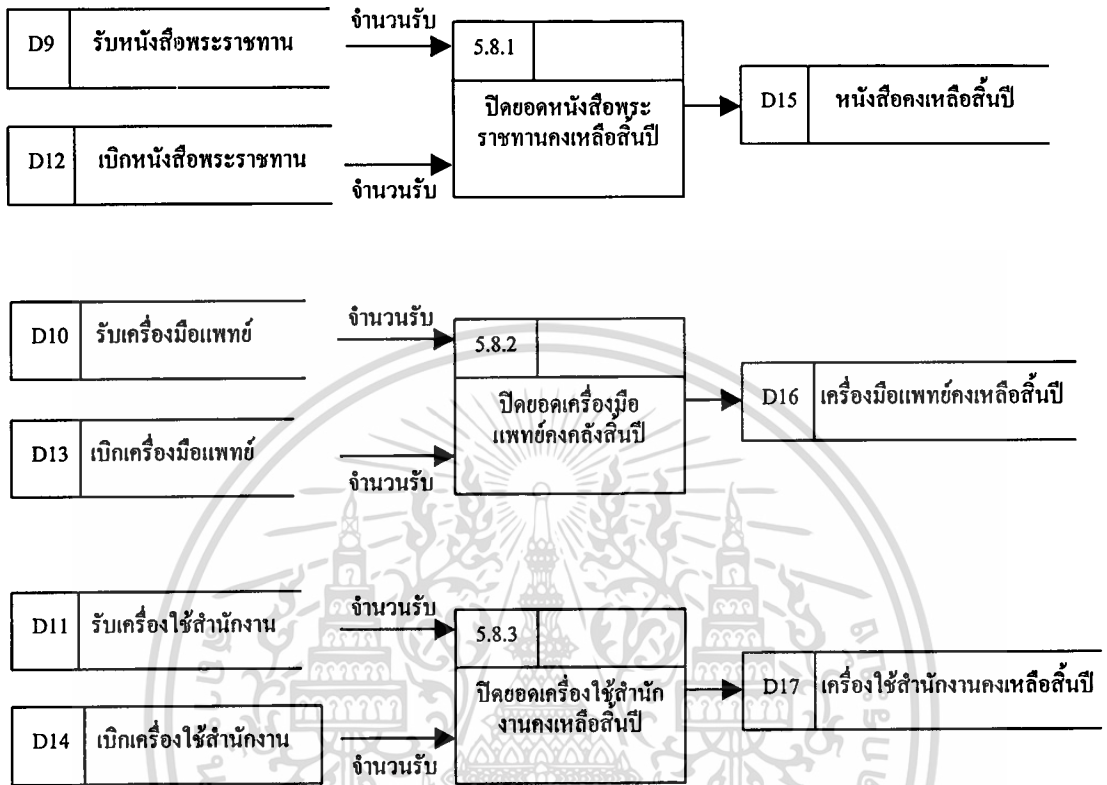 จำนวนรับ
D9 รับหนังสือพระราชทาน
5.8.1
ปิดยอดหนังสือพระ
ราชทานคงเหลือสิ้นปี
D15 หนังสือคงเหลือสิ้นปี
D12 เบิกหนังสือพระราชทาน
จำนวนรับ
จำนวนรับ
D10 รับเครื่องมือแพทย์
5.8.2
ปิดยอดเครื่องมือ
แพทย์คงคลังสิ้นปี
D16 เครื่องมือแพทย์คงเหลือสิ้นปี
D13 เบิกเครื่องมือแพทย์
จำนวนรับ
จำนวนรับ
D11 รับเครื่องใช้สำนักงาน
5.8.3
ปิดยอดเครื่องใช้สำนัก
งานคงเหลือสิ้นปี
D17 เครื่องใช้สำนักงานคงเหลือสิ้นปี
D14 เบิกเครื่องใช้สำนักงาน
จำนวนรับ